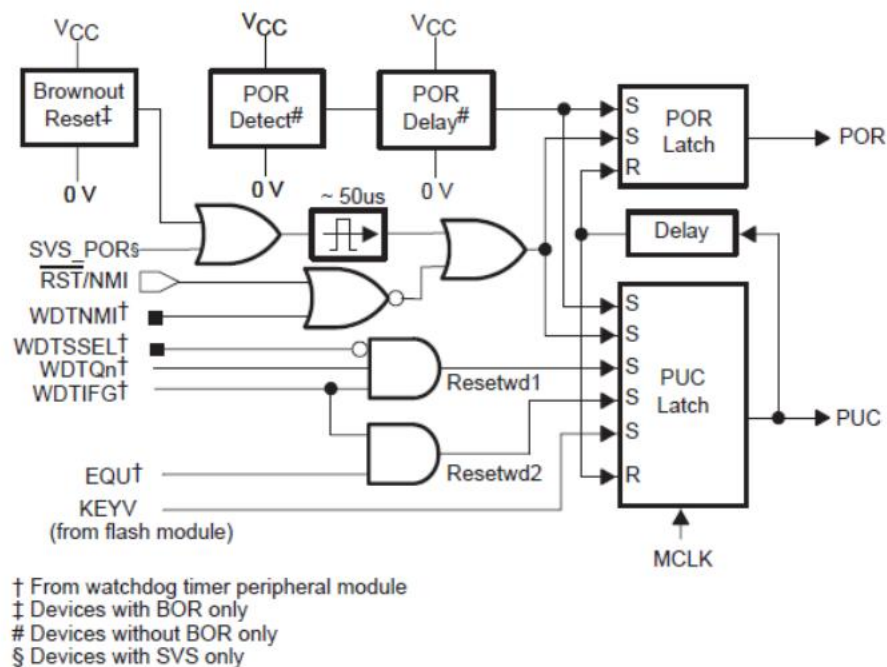 VCC
VCC
VCC
Brownout
Reset‡
POR
Detect#
POR
Delay#
S
S
R
POR
Latch
POR
0 V
0 V
0 V
~ 50us
SVS_POR§
RST/NMI
WDTNMI†
WDTSSEL†
WDTQn†
WDTIFG†
Resetwd1
Delay
S
S
S
S
S
R
PUC
Latch
PUC
EQU†
Resetwd2
KEYV
(from flash module)
MCLK
† From watchdog timer peripheral module
‡ Devices with BOR only
# Devices without BOR only
§ Devices with SVS only